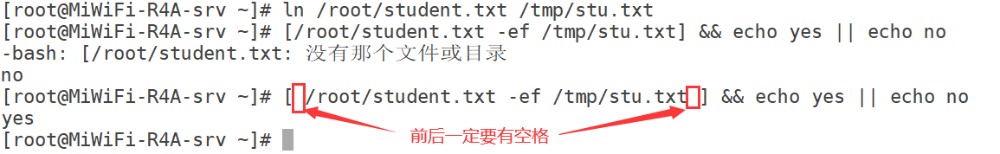 [root@MiWiFi-R4A-srv ~]# ln /root/student.txt /tmp/stu.txt
[root@MiWiFi-R4A-srv ~]# [/root/student.txt -ef /tmp/stu.txt] && echo yes || echo no
-bash: [/root/student.txt: 没有那个文件或目录
no
[root@MiWiFi-R4A-srv ~]# [ /root/student.txt -ef /tmp/stu.txt ] && echo yes || echo no
yes
[root@MiWiFi-R4A-srv ~]#
前后一定要有空格